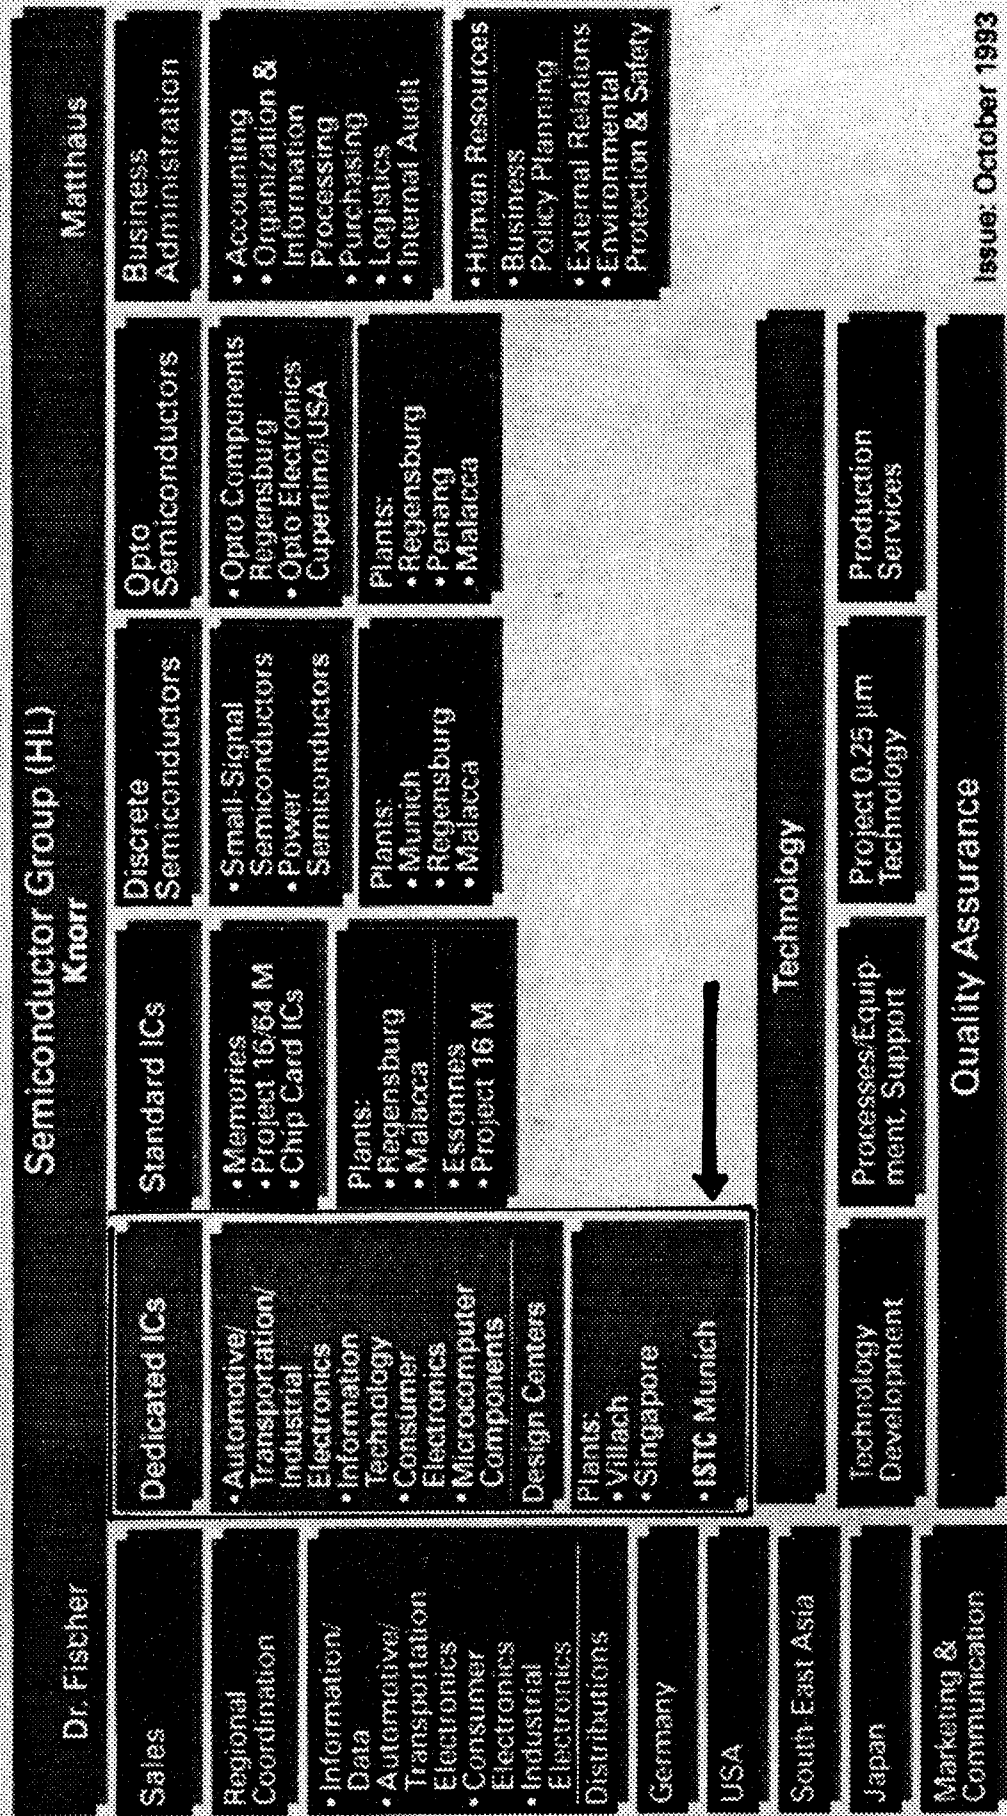 Semiconductor Group (HL)
Dr. Fischer
Knorr
Matthaus
Sales
Regional
Coordination
• Information/
Data
• Automotive/
Transportation
Electronics
• Consumer
Electronics
• Industrial
Electronics
Distributions
Germany
USA
South East Asia
Japan
Marketing &
Communication
Dedicated ICs
• Automotive/
Transportation/
Industrial
Electronics
• Information
Technology
• Consumer
Electronics
• Microcomputer
Components
Design Centers
Plants:
• Villach
• Singapore
• ISTC Munich
Standard ICs
• Memories
• Project 16/64 M
• Chip Card ICs
Plants:
• Regensburg
• Malacca
• Essonnes
• Project 16 M
Discrete
Semiconductors
• Small Signal
Semiconductors
• Power
Semiconductors
Plants:
• Munich
• Regensburg
• Malacca
Opto
Semiconductors
• Opto Components
Regensburg
• Opto Electronics
Cupertino/USA
Plants:
• Regensburg
• Penang
• Malacca
Business
Administration
• Accounting
• Organization &
Information
Processing
• Purchasing
• Logistics
• Internal Audit
• Human Resources
• Business
Policy Planning
• External Relations
• Enviromental
Protection & Safety
Technology
Technology
Development
Processes/Equip-
ment, Support
Project 0.25 µm
Technology
Production
Services
Quality Assurance
Issue: October 1993